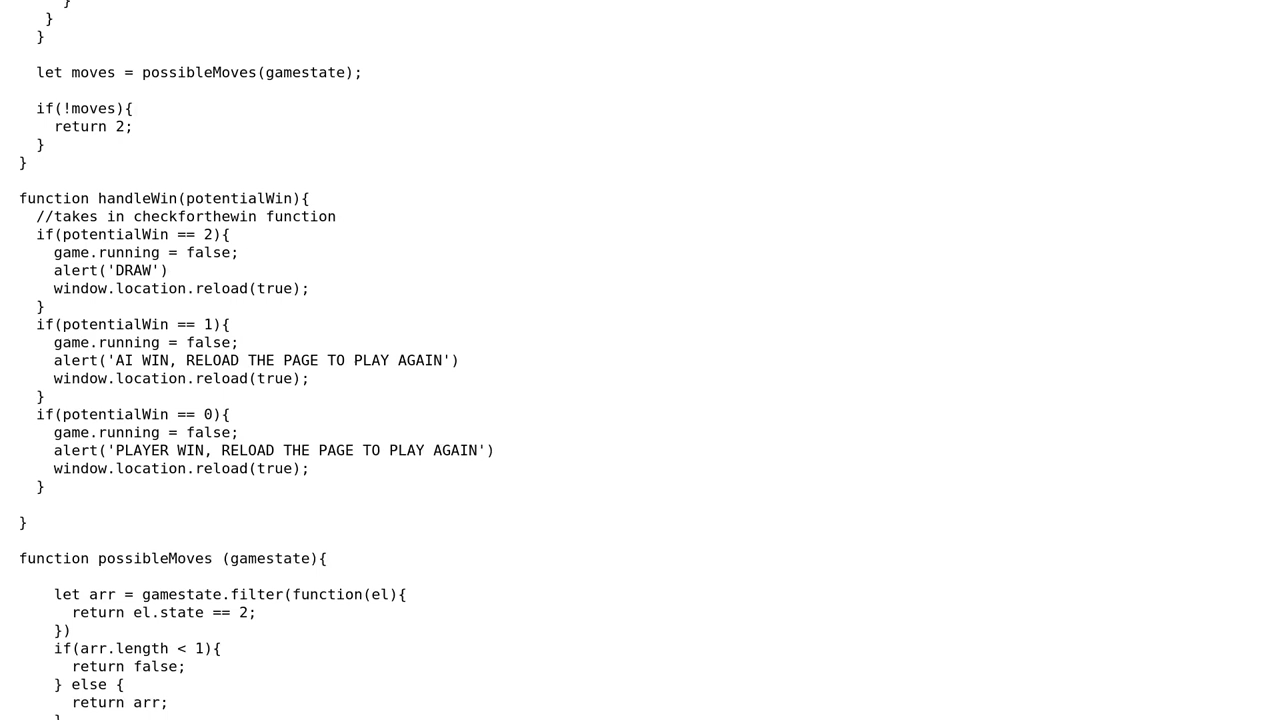 }
   }
  }

  let moves = possibleMoves(gamestate);

  if(!moves){
    return 2;
  }
}

function handleWin(potentialWin){
  //takes in checkforthewin function
  if(potentialWin == 2){
    game.running = false;
    alert('DRAW')
    window.location.reload(true);
  }
  if(potentialWin == 1){
    game.running = false;
    alert('AI WIN, RELOAD THE PAGE TO PLAY AGAIN')
    window.location.reload(true);
  }
  if(potentialWin == 0){
    game.running = false;
    alert('PLAYER WIN, RELOAD THE PAGE TO PLAY AGAIN')
    window.location.reload(true);
  }

}

function possibleMoves (gamestate){

    let arr = gamestate.filter(function(el){
      return el.state == 2;
    })
    if(arr.length < 1){
      return false;
    } else {
      return arr;
    }